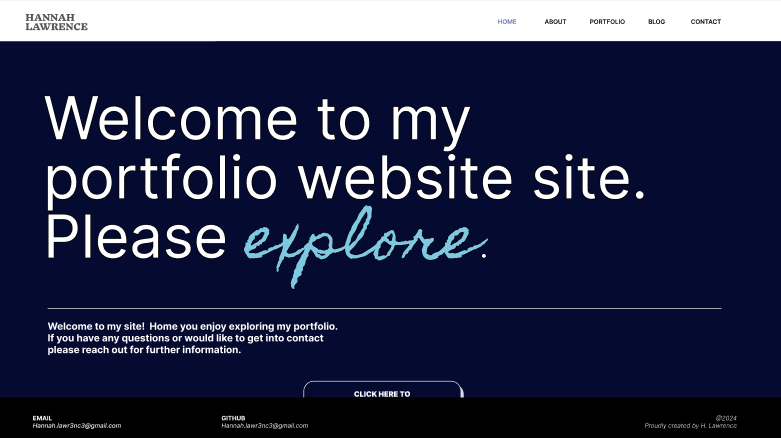 HANNAH
LAWRENCE
HOME ABOUT PORTFOLIO BLOG CONTACT
Welcome to my
portfolio website site.
Please explore.
Welcome to my site! Home you enjoy exploring my portfolio.
If you have any questions or would like to get into contact
please reach out for further information.
CLICK HERE TO
EMAIL
Hannah.lawr3nc3@gmail.com
GITHUB
Hannah.lawr3nc3@gmail.com
@2024
Proudly created by H. Lawrence